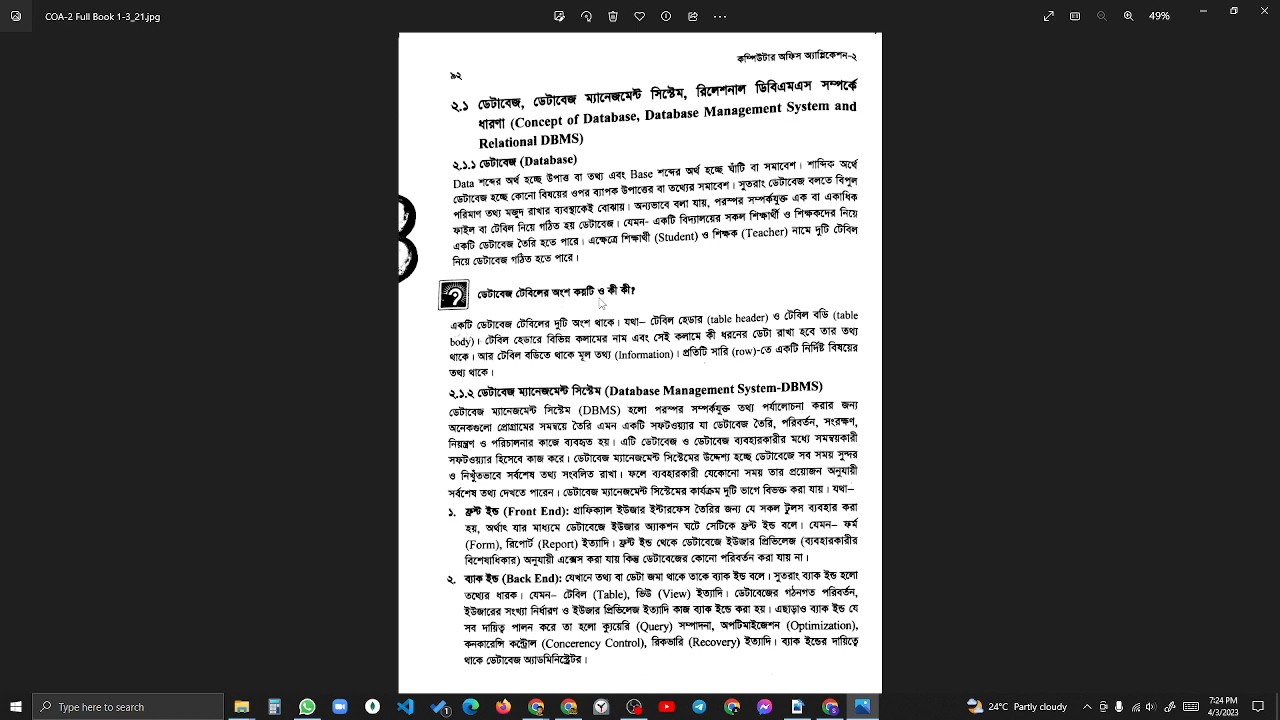 COA-2 Full Book 1-3_21.jpg
49%
কম্পিউটার অফিস অ্যাপ্লিকেশন-২
৯২
২.১ ডেটাবেজ, ডেটাবেজ ম্যানেজমেন্ট সিস্টেম, রিলেশনাল ডিবিএমএস সম্পর্কে
ধারণা (Concept of Database, Database Management System and
Relational DBMS)
২.১.১ ডেটাবেজ (Database)
Data শব্দের অর্থ হচ্ছে উপাত্ত বা তথ্য এবং Base শব্দের অর্থ হচ্ছে ঘাঁটি বা সমাবেশ। শাব্দিক অর্থে
ডেটাবেজ হচ্ছে কোনো বিষয়ের ওপর ব্যাপক উপাত্তের বা তথ্যের সমাবেশ। সুতরাং ডেটাবেজ বলতে বিপুল
পরিমাণ তথ্য মজুদ রাখার ব্যবস্থাকেই বোঝায়। অন্যভাবে বলা যায়, পরস্পর সম্পর্কযুক্ত এক বা একাধিক
ফাইল বা টেবিল নিয়ে গঠিত হয় ডেটাবেজ। যেমন- একটি বিদ্যালয়ের সকল শিক্ষার্থী ও শিক্ষকদের নিয়ে
একটি ডেটাবেজ তৈরি হতে পারে। এক্ষেত্রে শিক্ষার্থী (Student) ও শিক্ষক (Teacher) নামে দুটি টেবিল
নিয়ে ডেটাবেজ গঠিত হতে পারে।
ডেটাবেজ টেবিলের অংশ কয়টি ও কী কী?
একটি ডেটাবেজ টেবিলের দুটি অংশ থাকে। যথা– টেবিল হেডার (table header) ও টেবিল বডি (table
body)। টেবিল হেডারে বিভিন্ন কলামের নাম এবং সেই কলামে কী ধরনের ডেটা রাখা হবে তার তথ্য
থাকে। আর টেবিল বডিতে থাকে মূল তথ্য (Information)। প্রতিটি সারি (row)-তে একটি নির্দিষ্ট বিষয়ের
তথ্য থাকে।
২.১.২ ডেটাবেজ ম্যানেজমেন্ট সিস্টেম (Database Management System-DBMS)
ডেটাবেজ ম্যানেজমেন্ট সিস্টেম (DBMS) হলো পরস্পর সম্পর্কযুক্ত তথ্য পর্যালোচনা করার জন্য
অনেকগুলো প্রোগ্রামের সমন্বয়ে তৈরি এমন একটি সফটওয়্যার যা ডেটাবেজ তৈরি, পরিবর্তন, সংরক্ষণ,
নিয়ন্ত্রণ ও পরিচালনার কাজে ব্যবহৃত হয়। এটি ডেটাবেজ ও ডেটাবেজ ব্যবহারকারীর মধ্যে সমন্বয়কারী
সফটওয়্যার হিসেবে কাজ করে। ডেটাবেজ ম্যানেজমেন্ট সিস্টেমের উদ্দেশ্য হচ্ছে ডেটাবেজে সব সময় সুন্দর
ও নিখুঁতভাবে সর্বশেষ তথ্য সংবলিত রাখা। ফলে ব্যবহারকারী যেকোনো সময় তার প্রয়োজন অনুযায়ী
সর্বশেষ তথ্য দেখতে পারেন। ডেটাবেজ ম্যানেজমেন্ট সিস্টেমের কার্যক্রম দুটি ভাগে বিভক্ত করা যায়। যথা–
১. ফ্রন্ট ইন্ড (Front End): গ্রাফিক্যাল ইউজার ইন্টারফেস তৈরির জন্য যে সকল টুলস ব্যবহার করা
হয়, অর্থাৎ যার মাধ্যমে ডেটাবেজে ইউজার অ্যাকশন ঘটে সেটিকে ফ্রন্ট ইন্ড বলে। যেমন– ফর্ম
(Form), রিপোর্ট (Report) ইত্যাদি। ফ্রন্ট ইন্ড থেকে ডেটাবেজে ইউজার প্রিভিলেজ (ব্যবহারকারীর
বিশেষাধিকার) অনুযায়ী এক্সেস করা যায় কিন্তু ডেটাবেজের কোনো পরিবর্তন করা যায় না।
২. ব্যাক ইন্ড (Back End): যেখানে তথ্য বা ডেটা জমা থাকে তাকে ব্যাক ইন্ড বলে। সুতরাং ব্যাক ইন্ড হলো
তথ্যের ধারক। যেমন– টেবিল (Table), ভিউ (View) ইত্যাদি। ডেটাবেজের গঠনগত পরিবর্তন,
ইউজারের সংখ্যা নির্ধারণ ও ইউজার প্রিভিলেজ ইত্যাদি কাজ ব্যাক ইন্ডে করা হয়। এছাড়াও ব্যাক ইন্ড যে
সব দায়িত্ব পালন করে তা হলো ক্যুয়েরি (Query) সম্পাদনা, অপটিমাইজেশন (Optimization),
কনকারেন্সি কন্ট্রোল (Concerency Control), রিকভারি (Recovery) ইত্যাদি। ব্যাক ইন্ডের দায়িত্বে
থাকে ডেটাবেজ অ্যাডমিনিস্ট্রেটর।
Type here to search
24°C Partly cloudy
7:24 PM
4/3/2023